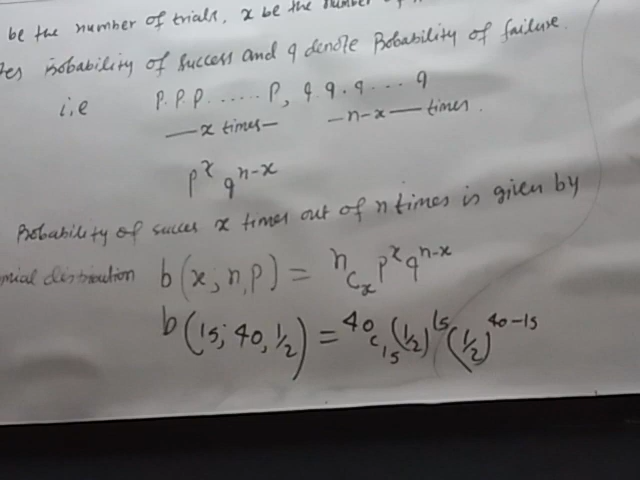 be the number of trials, x be the number
probability of success and q denote Probability of failure.
i,e P.P.P......P, q.q.q...q
—x times— —n-x— times.
p^x q^n-x
Probability of succes x times out of n times is given by
distribution b(x; n,p) = nCx p^x q^n-x
b(15; 40, 1/2) = 40C15 (1/2)^15 (1/2)^40-15